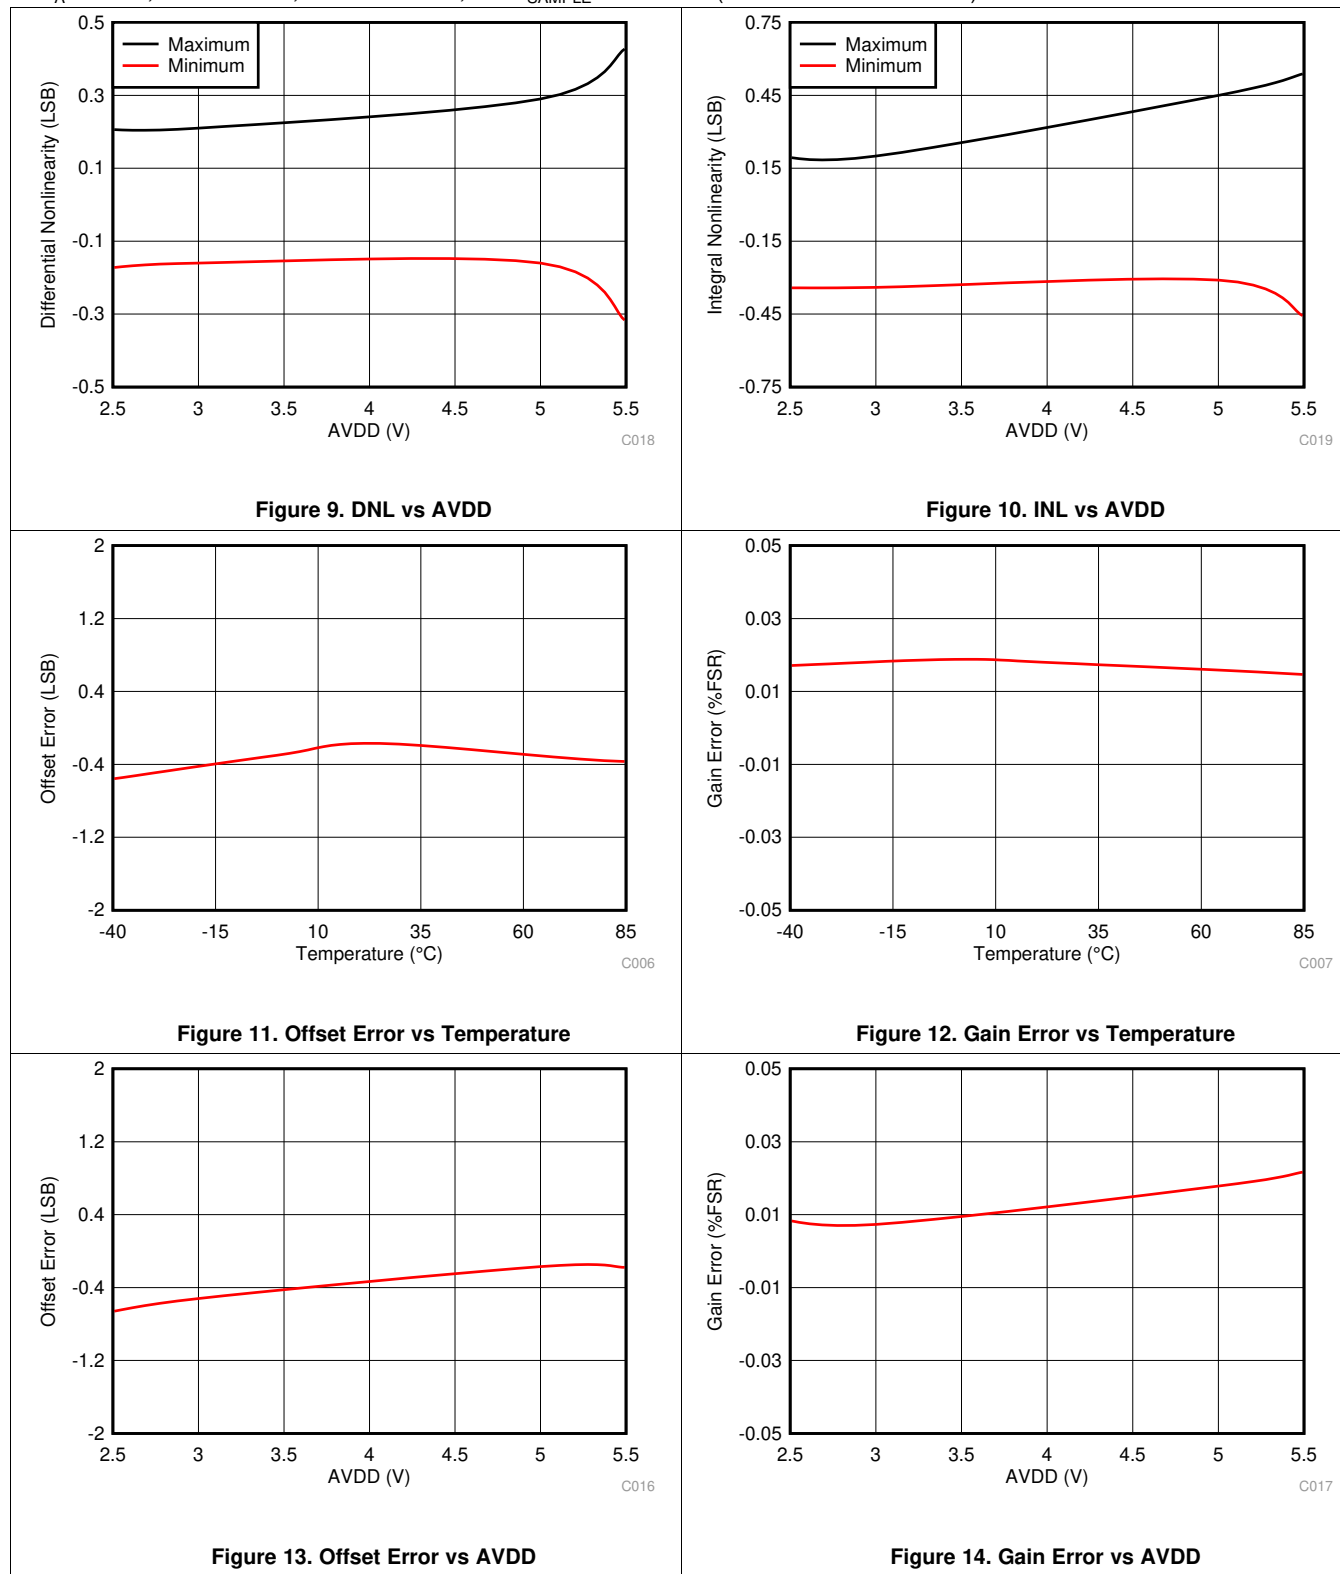 SAMPLE
0.5
0.3
0.1
-0.1
-0.3
-0.5
Differential Nonlinearity (LSB)
Maximum
Minimum
2.5 3 3.5 4 4.5 5 5.5
AVDD (V)
C018
Figure 9. DNL vs AVDD
0.75
0.45
0.15
-0.15
-0.45
-0.75
Integral Nonlinearity (LSB)
Maximum
Minimum
2.5 3 3.5 4 4.5 5 5.5
AVDD (V)
C019
Figure 10. INL vs AVDD
2
1.2
0.4
-0.4
-1.2
-2
Offset Error (LSB)
-40 -15 10 35 60 85
Temperature (°C)
C006
Figure 11. Offset Error vs Temperature
0.05
0.03
0.01
-0.01
-0.03
-0.05
Gain Error (%FSR)
-40 -15 10 35 60 85
Temperature (°C)
C007
Figure 12. Gain Error vs Temperature
2
1.2
0.4
-0.4
-1.2
-2
Offset Error (LSB)
2.5 3 3.5 4 4.5 5 5.5
AVDD (V)
C016
Figure 13. Offset Error vs AVDD
0.05
0.03
0.01
-0.01
-0.03
-0.05
Gain Error (%FSR)
2.5 3 3.5 4 4.5 5 5.5
AVDD (V)
C017
Figure 14. Gain Error vs AVDD